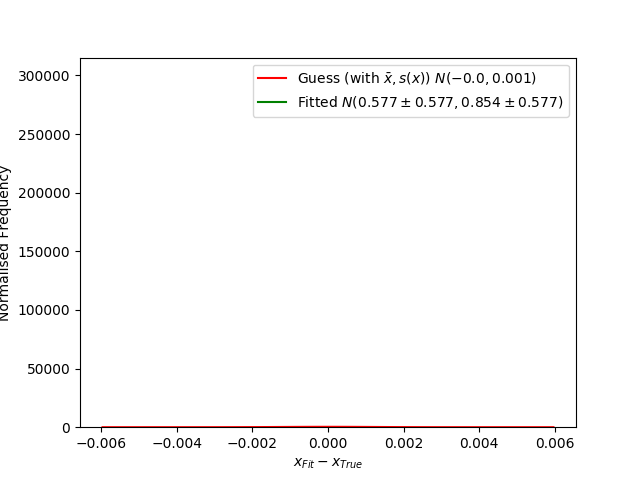 300000
250000
200000
150000
100000
50000
0
Normalised Frequency
Guess (with x̄, s(x)) N(−0.0, 0.001)
Fitted N(0.577 ± 0.577, 0.854 ± 0.577)
−0.006 −0.004 −0.002 0.000 0.002 0.004 0.006
x_Fit − x_True